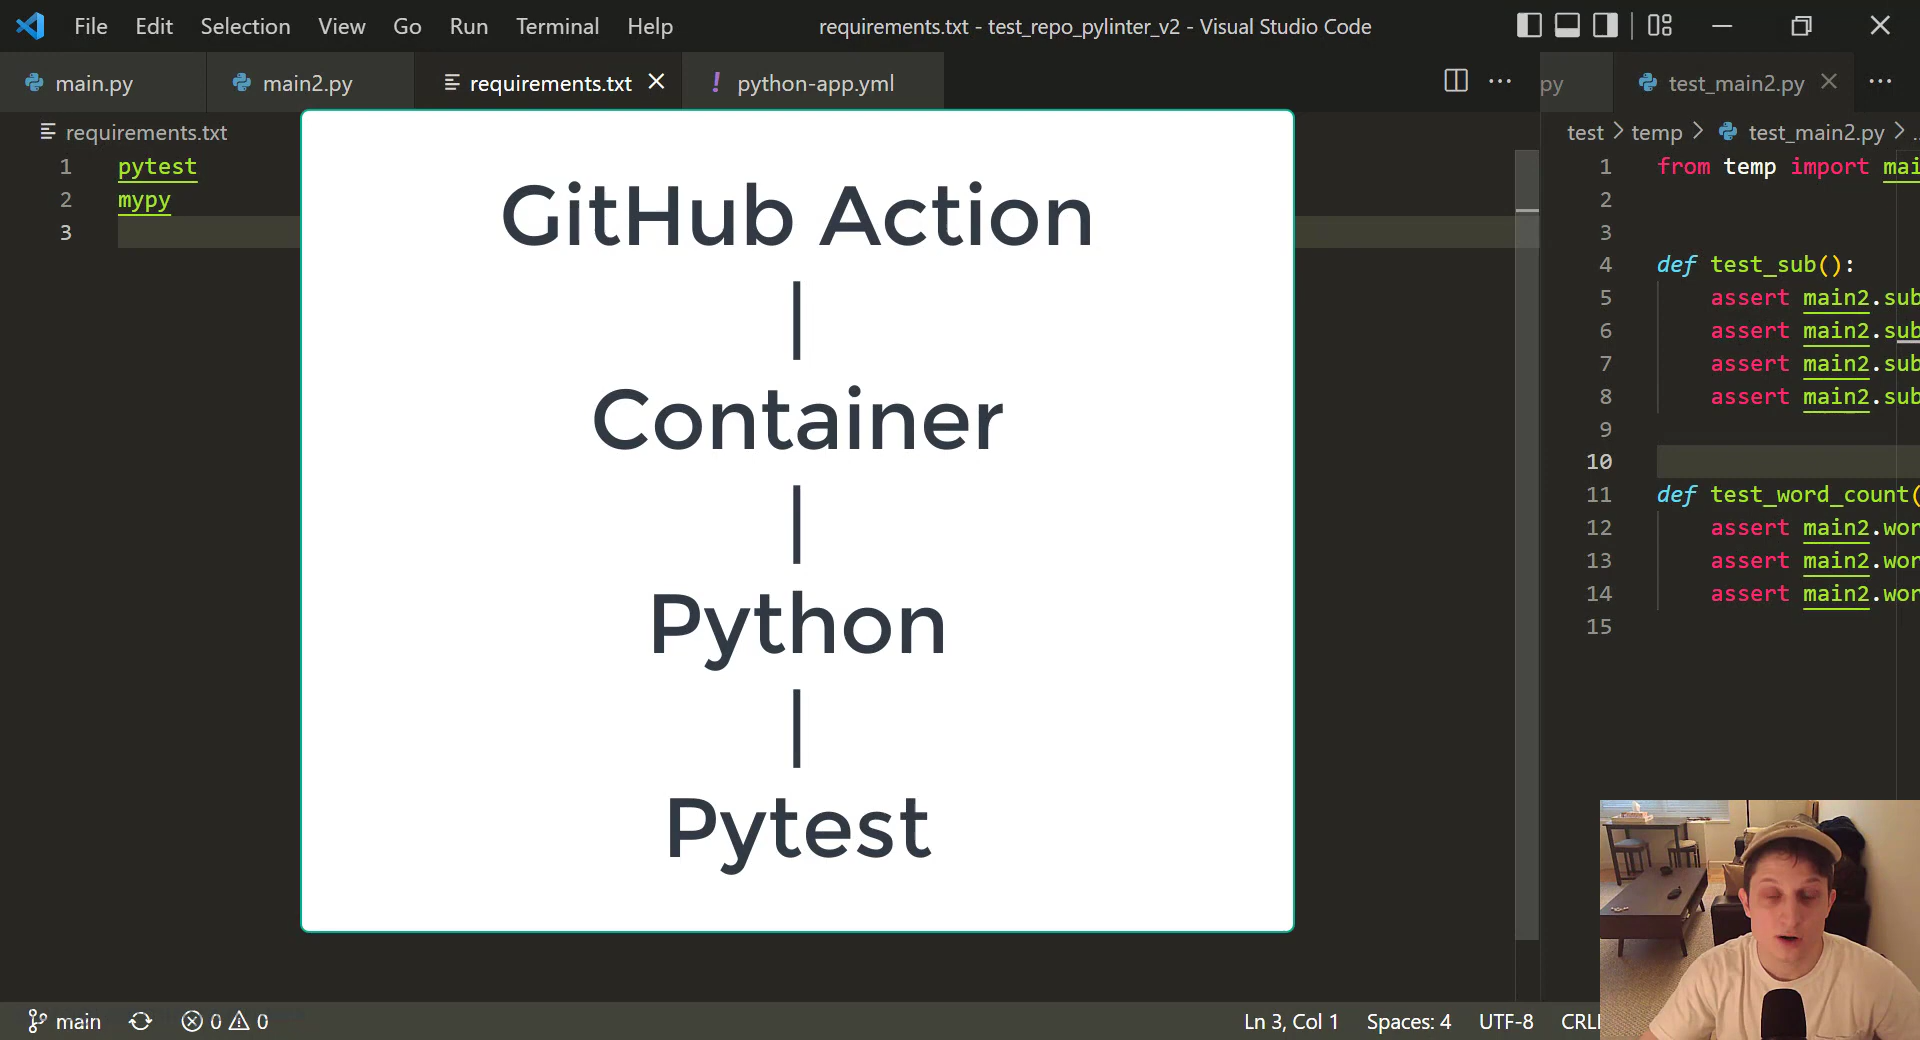 File Edit Selection View Go Run Terminal Help
requirements.txt - test_repo_pylinter_v2 - Visual Studio Code
main.py
main2.py
requirements.txt
! python-app.yml
py
test_main2.py
requirements.txt
1 pytest
2 mypy
3
GitHub Action
|
Container
|
Python
|
Pytest
test > temp > test_main2.py > ..
1 from temp import mai
2
3
4 def test_sub():
5 assert main2.sub
6 assert main2.sub
7 assert main2.sub
8 assert main2.sub
9
10
11 def test_word_count(
12 assert main2.wor
13 assert main2.wor
14 assert main2.wor
15
main 0 0
Ln 3, Col 1 Spaces: 4 UTF-8 CRL